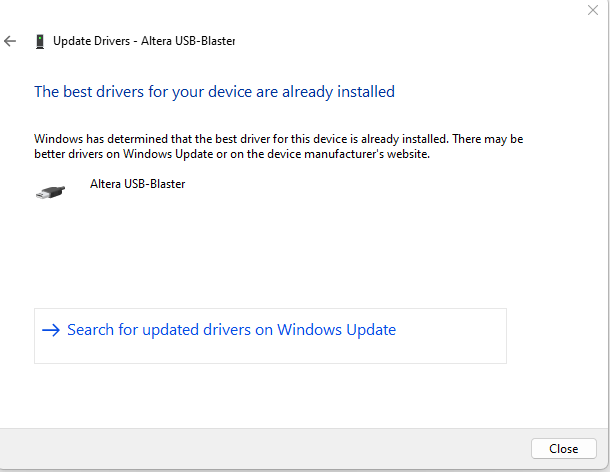 Update Drivers - Altera USB-Blaster
The best drivers for your device are already installed
Windows has determined that the best driver for this device is already installed. There may be
better drivers on Windows Update or on the device manufacturer's website.
Altera USB-Blaster
Search for updated drivers on Windows Update
Close